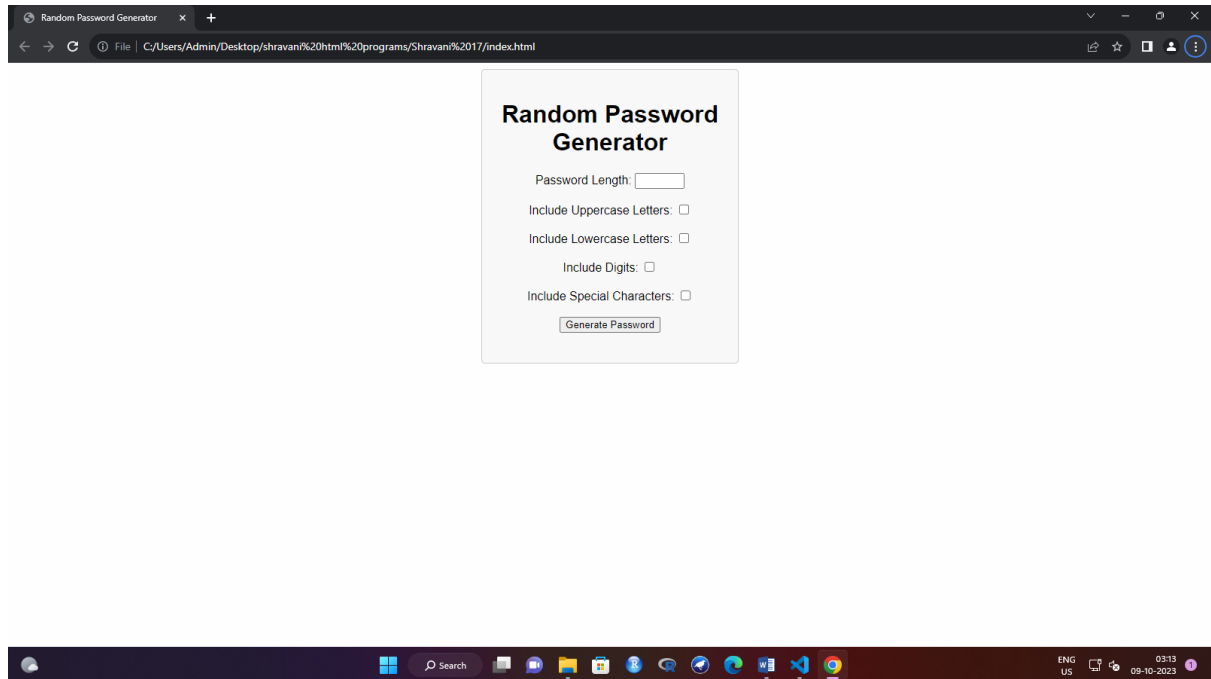 Random Password Generator
File
C:/Users/Admin/Desktop/shravani%20html%20programs/Shravani%2017/index.html
Random Password
Generator
Password Length:
Include Uppercase Letters:
Include Lowercase Letters:
Include Digits:
Include Special Characters:
Generate Password
Search
ENG
US
03:13
09-10-2023
1